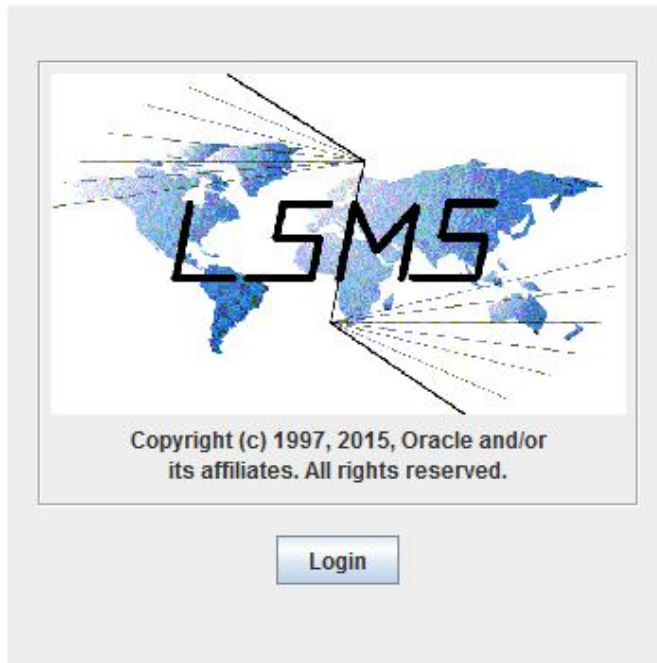 LSMS
Copyright (c) 1997, 2015, Oracle and/or
its affiliates. All rights reserved.
Login